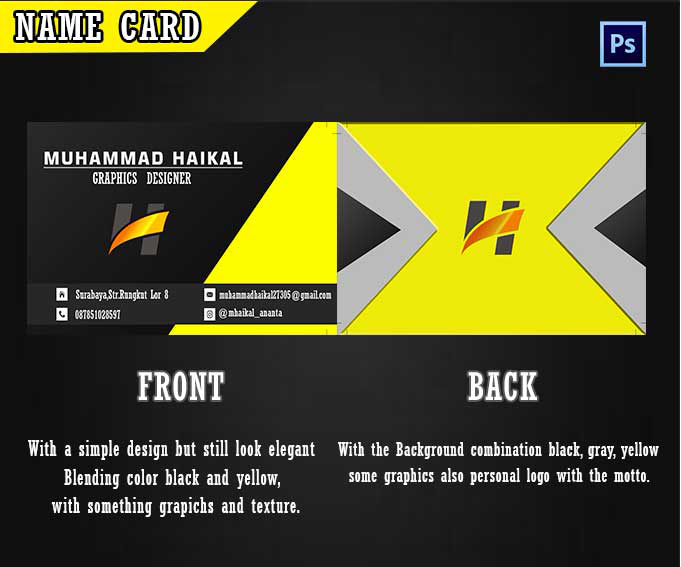 NAME CARD
Ps
MUHAMMAD HAIKAL
GRAPHICS DESIGNER
H
Surabaya,Str.Rungkut Lor 8
muhammadhaikal27305@gmail.com
087851028597
@mhaikal_ananta
H
FRONT
BACK
With a simple design but still look elegant
Blending color black and yellow,
with something grapichs and texture.
With the Background combination black, gray, yellow
some graphics also personal logo with the motto.